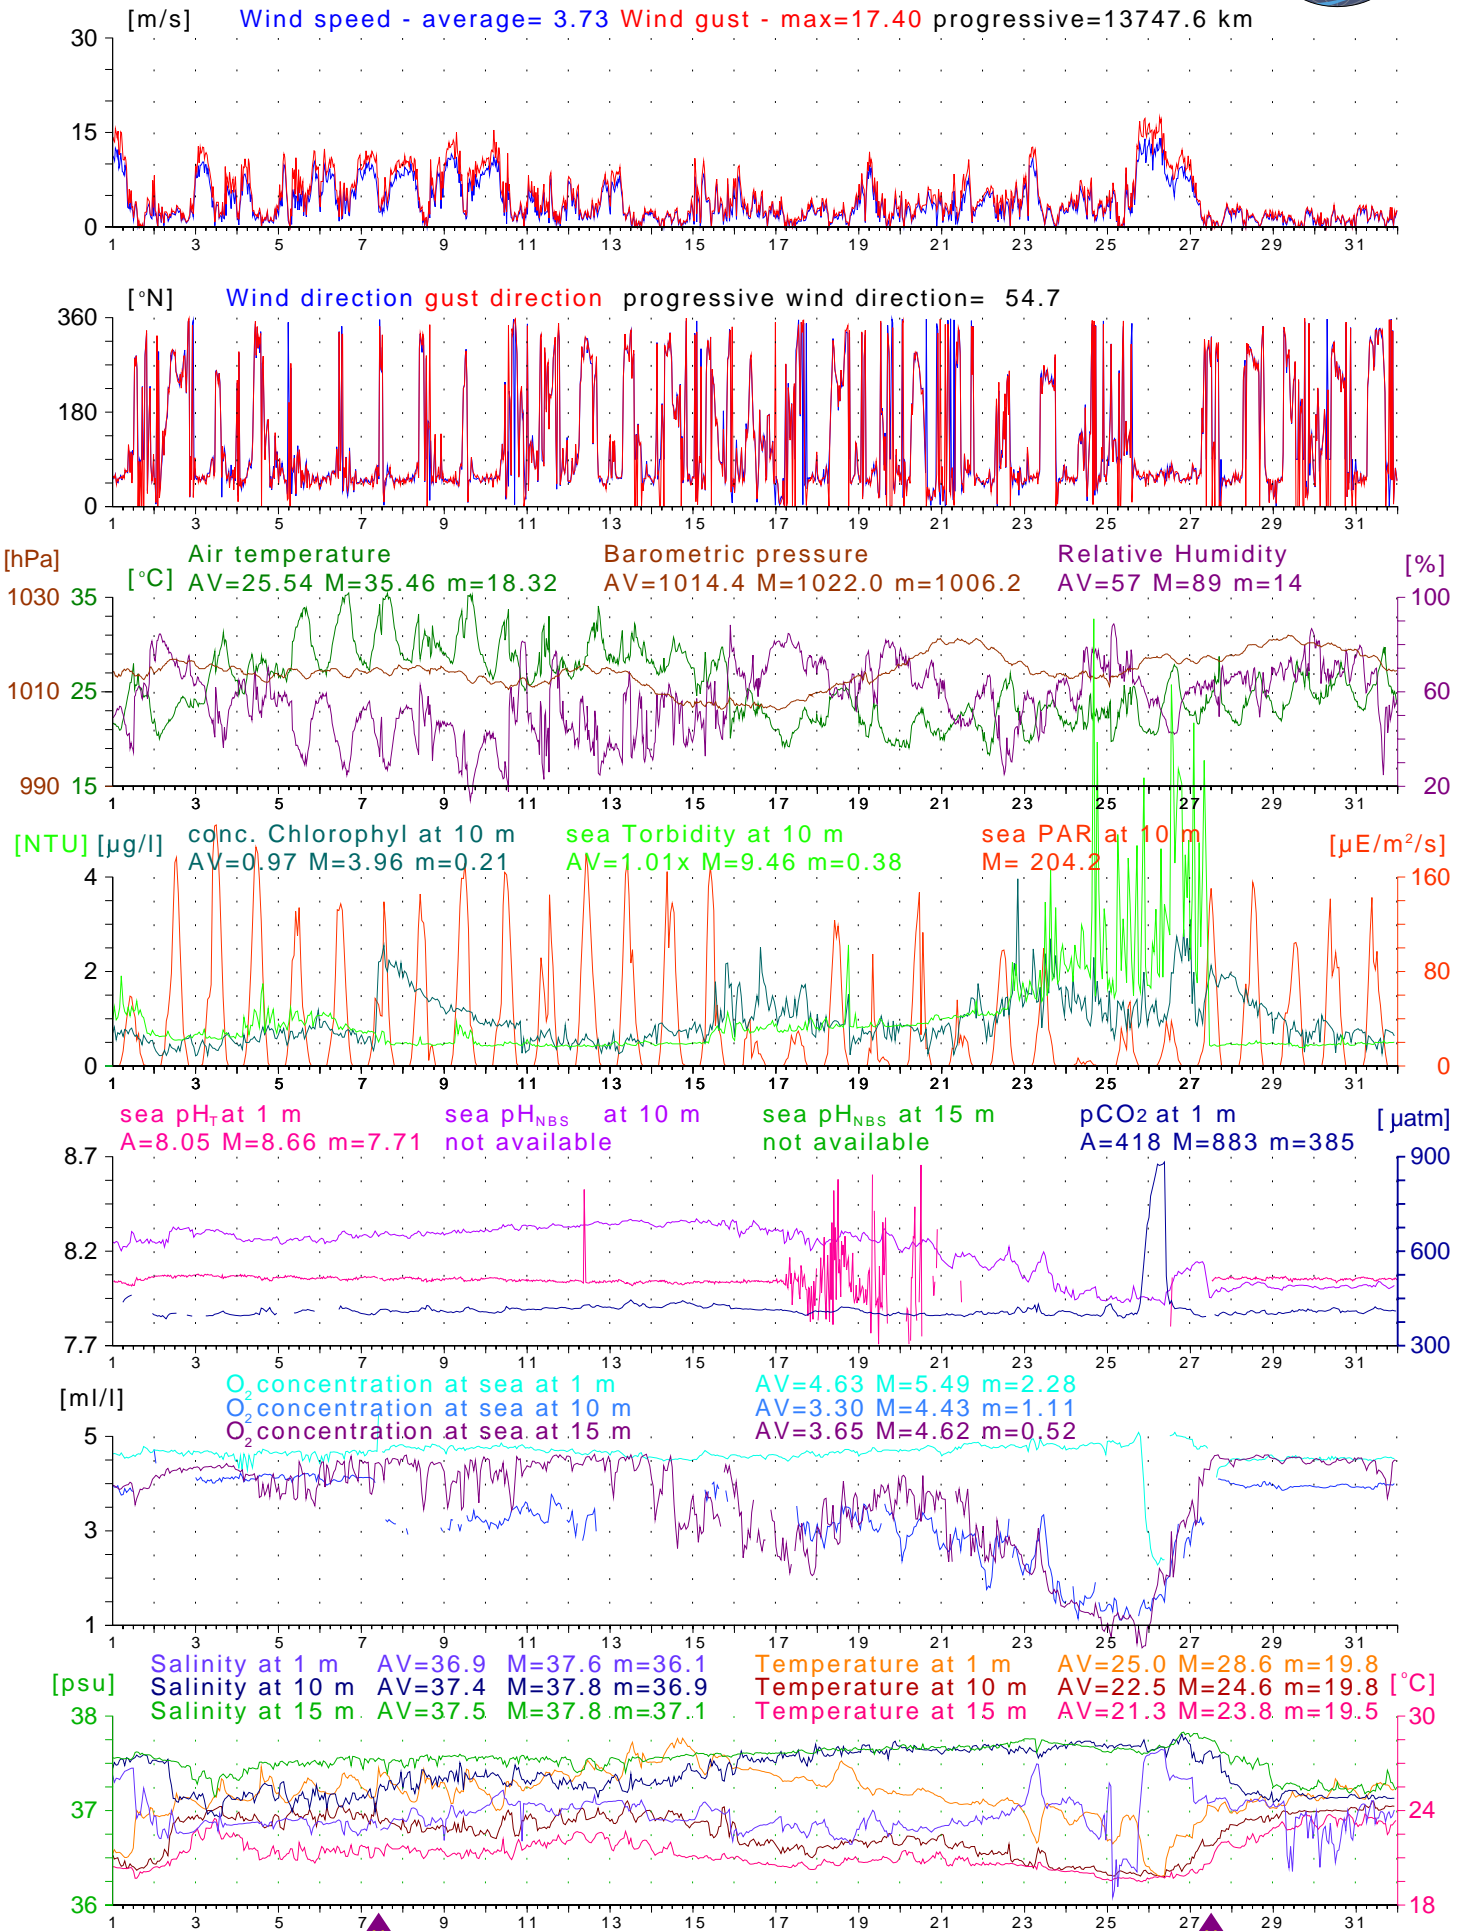 [m/s] Wind speed - average= 3.73 Wind gust - max=17.40 progressive=13747.6 km
30
15
0
1 3 5 7 9 11 13 15 17 19 21 23 25 27 29 31
[°N] Wind direction gust direction progressive wind direction= 54.7
360
180
0
1 3 5 7 9 11 13 15 17 19 21 23 25 27 29 31
[hPa] Air temperature Barometric pressure Relative Humidity [%]
[°C] AV=25.54 M=35.46 m=18.32 AV=1014.4 M=1022.0 m=1006.2 AV=57 M=89 m=14
1030 35 100
1010 25 60
990 15 20
1 3 5 7 9 11 13 15 17 19 21 23 25 27 29 31
[NTU] [µg/l] conc. Chlorophyl at 10 m sea Torbidity at 10 m sea PAR at 10 m [µE/m²/s]
AV=0.97 M=3.96 m=0.21 AV=1.01x M=9.46 m=0.38 M= 204.2
4 160
2 80
0 0
1 3 5 7 9 11 13 15 17 19 21 23 25 27 29 31
sea pHT at 1 m sea pHNBS at 10 m sea pHNBS at 15 m pCO2 at 1 m [µatm]
A=8.05 M=8.66 m=7.71 not available not available A=418 M=883 m=385
8.7 900
8.2 600
7.7 300
1 3 5 7 9 11 13 15 17 19 21 23 25 27 29 31
[ml/l] O2 concentration at sea at 1 m AV=4.63 M=5.49 m=2.28
O2 concentration at sea at 10 m AV=3.30 M=4.43 m=1.11
O2 concentration at sea at 15 m AV=3.65 M=4.62 m=0.52
5
3
1
1 3 5 7 9 11 13 15 17 19 21 23 25 27 29 31
Salinity at 1 m AV=36.9 M=37.6 m=36.1 Temperature at 1 m AV=25.0 M=28.6 m=19.8
[psu] Salinity at 10 m AV=37.4 M=37.8 m=36.9 Temperature at 10 m AV=22.5 M=24.6 m=19.8 [°C]
Salinity at 15 m AV=37.5 M=37.8 m=37.1 Temperature at 15 m AV=21.3 M=23.8 m=19.5
38 30
37 24
36 18
1 3 5 7 9 11 13 15 17 19 21 23 25 27 29 31